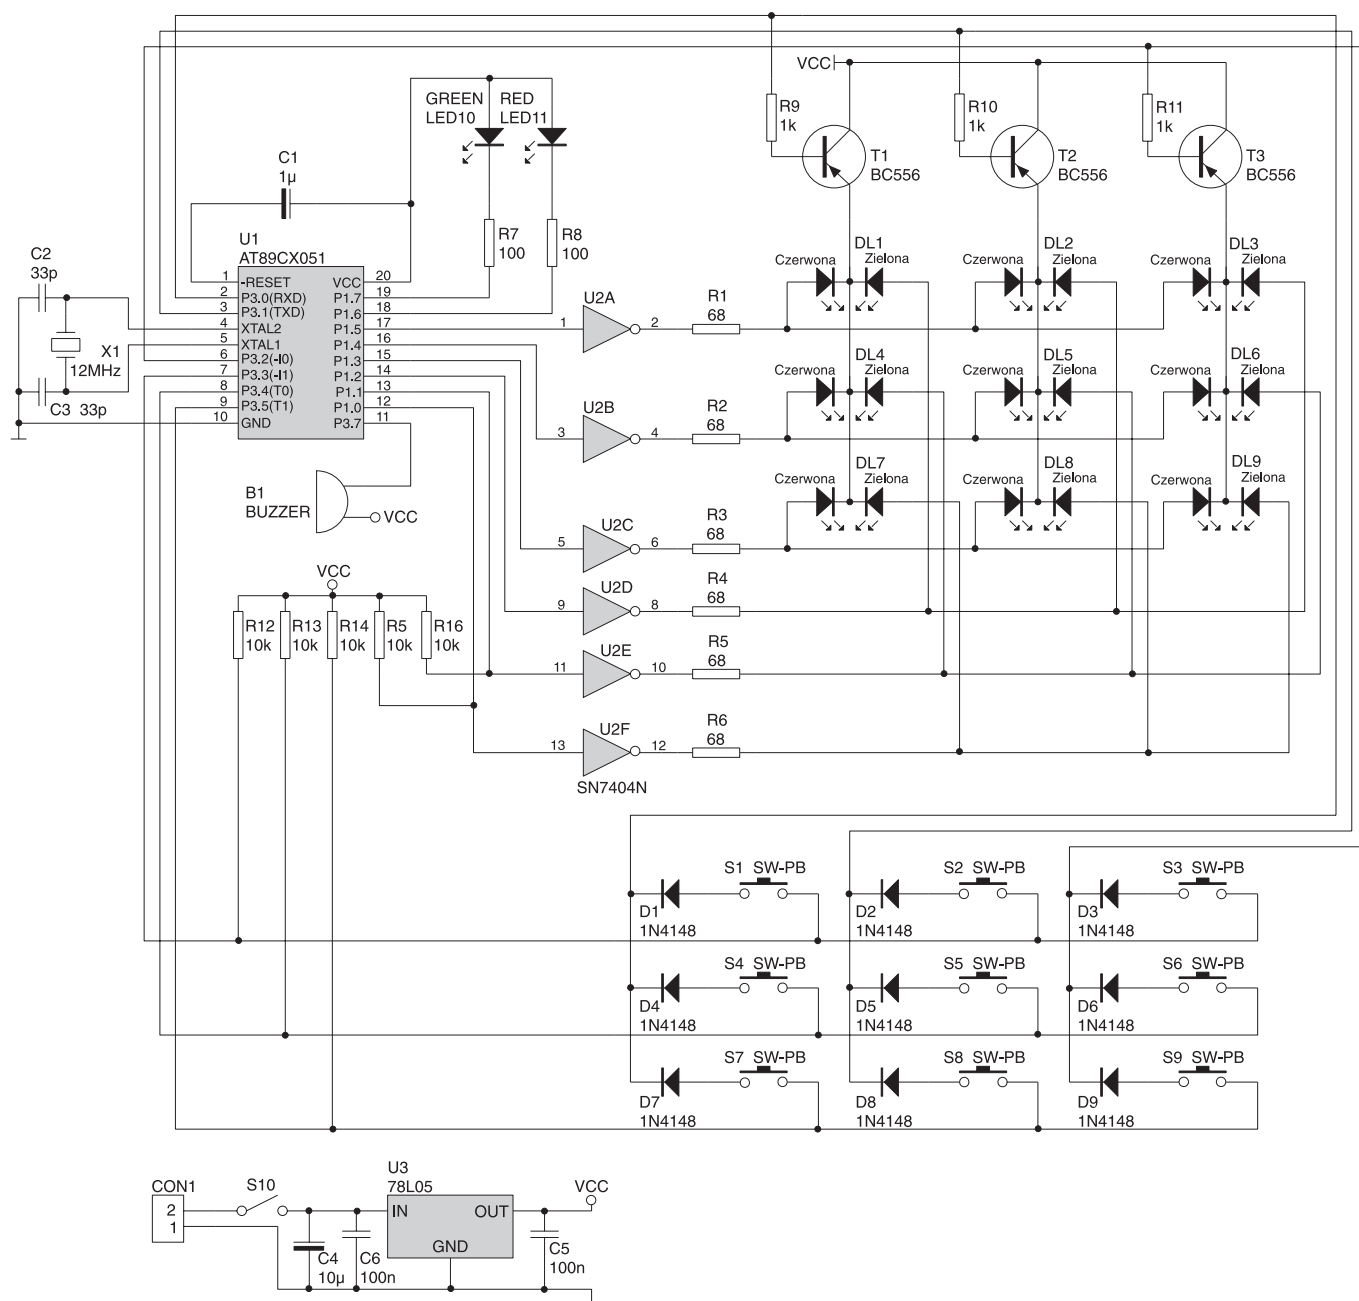 VCC
R9
1k
R10
1k
R11
1k
T1
BC556
T2
BC556
T3
BC556
GREEN
LED10
RED
LED11
C1
1µ
R7
100
R8
100
U1
AT89CX051
C2
33p
X1
12MHz
C3 33p
1 -RESET VCC 20
2 P3.0(RXD) P1.7 19
3 P3.1(TXD) P1.6 18
4 XTAL2 P1.5 17
5 XTAL1 P1.4 16
6 P3.2(-I0) P1.3 15
7 P3.3(-I1) P1.2 14
8 P3.4(T0) P1.1 13
9 P3.5(T1) P1.0 12
10 GND P3.7 11
B1
BUZZER
VCC
U2A
1 2
R1
68
U2B
3 4
R2
68
U2C
5 6
R3
68
U2D
9 8
R4
68
U2E
11 10
R5
68
U2F
13 12
SN7404N
R6
68
DL1
Czerwona Zielona
DL2
Czerwona Zielona
DL3
Czerwona Zielona
DL4
Czerwona Zielona
DL5
Czerwona Zielona
DL6
Czerwona Zielona
DL7
Czerwona Zielona
DL8
Czerwona Zielona
DL9
Czerwona Zielona
VCC
R12
10k
R13
10k
R14
10k
R5
10k
R16
10k
S1 SW-PB
D1
1N4148
S2 SW-PB
D2
1N4148
S3 SW-PB
D3
1N4148
S4 SW-PB
D4
1N4148
S5 SW-PB
D5
1N4148
S6 SW-PB
D6
1N4148
S7 SW-PB
D7
1N4148
S8 SW-PB
D8
1N4148
S9 SW-PB
D9
1N4148
CON1
2
1
S10
U3
78L05
IN OUT
GND
VCC
C4
10µ
C6
100n
C5
100n